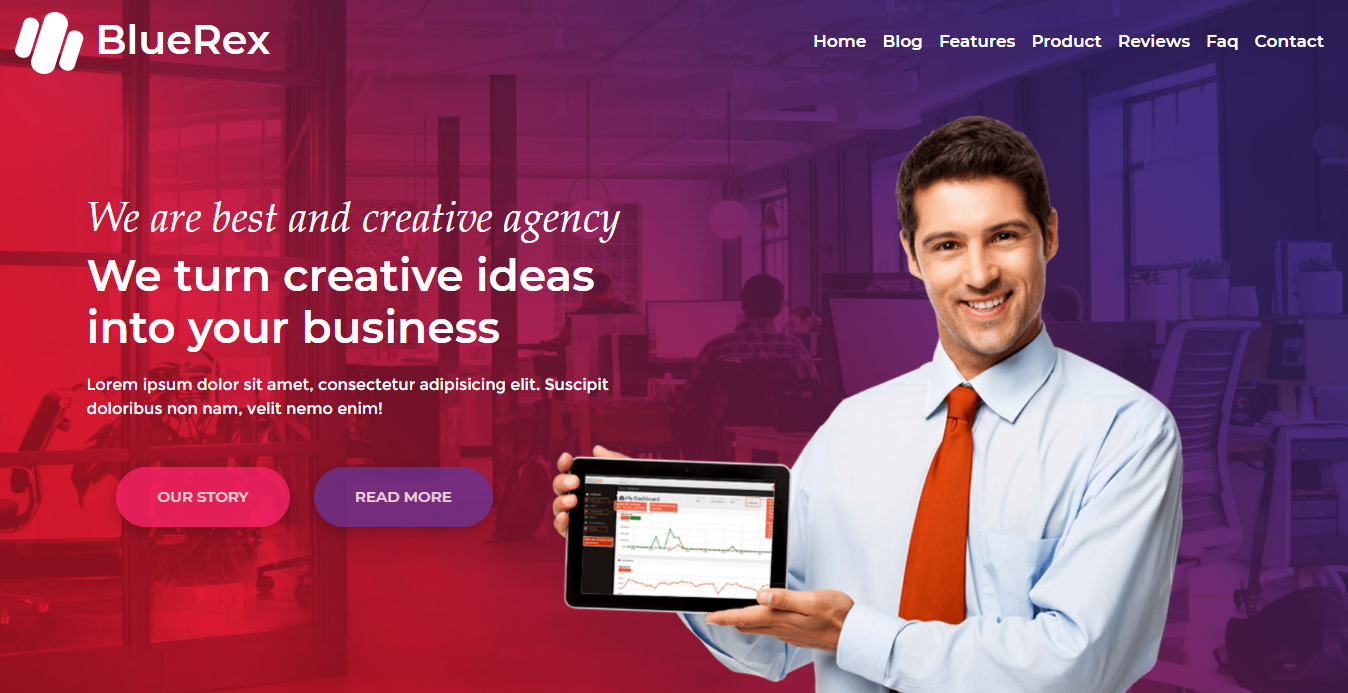 BlueRex
Home Blog Features Product Reviews Faq Contact
We are best and creative agency
We turn creative ideas
into your business
Lorem ipsum dolor sit amet, consectetur adipisicing elit. Suscipit
doloribus non nam, velit nemo enim!
OUR STORY READ MORE
My Dashboard